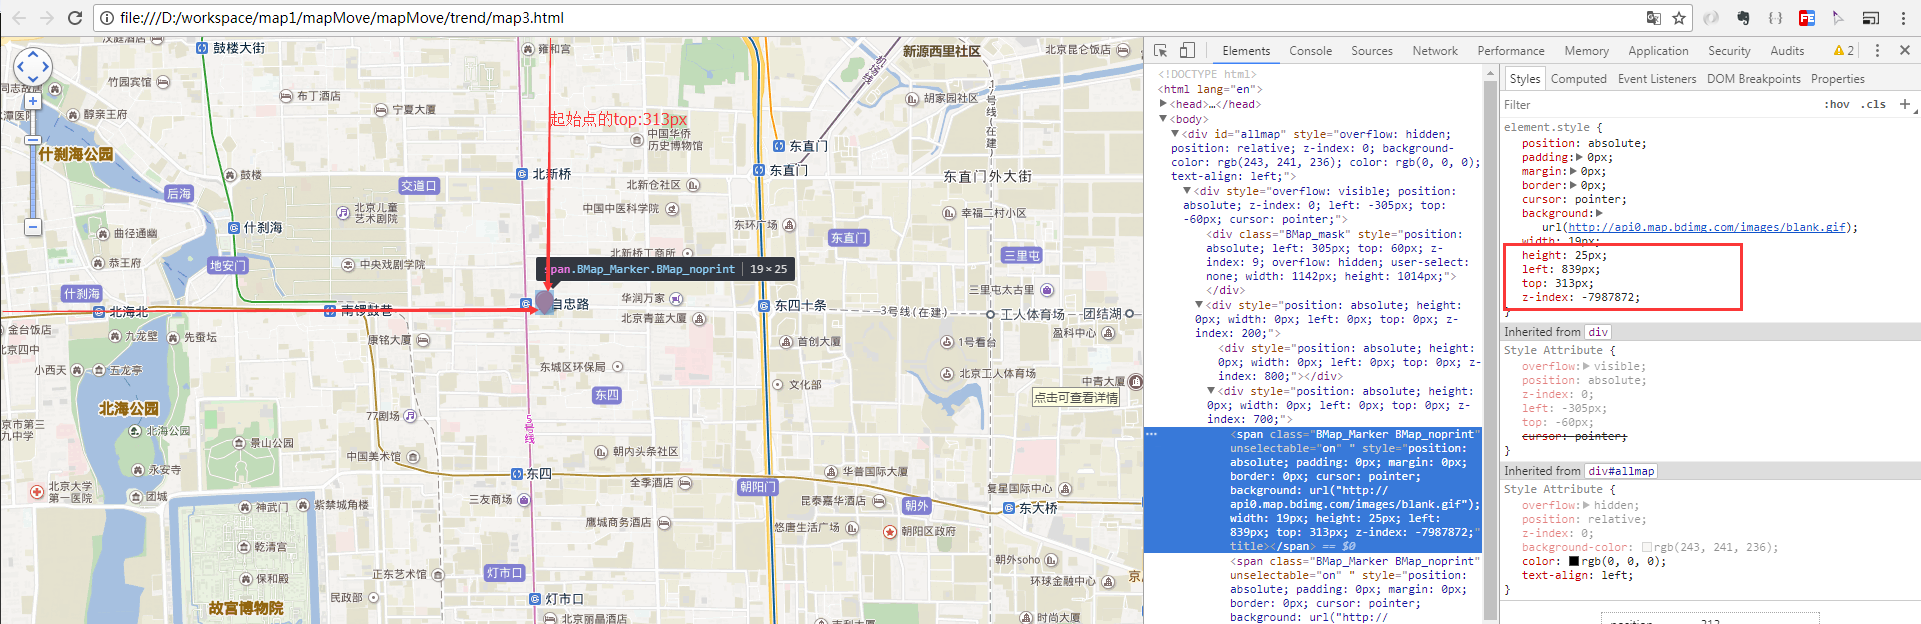 file:///D:/workspace/map1/mapMove/mapMove/trend/map3.html
鼓楼大街
雍和宫
新源西里社区
北京昆仑饭店
竹园宾馆
布丁酒店
宁夏大厦
胡家园社区
醇亲王府
起始点的top:313px
中国华侨
历史博物馆
东直门
什刹海公园
鼓楼
北新桥
东直门
东直门外大街
交道口
北新仓社区
后海
北京儿童
艺术剧院
中国中医科学院
幸福二村小区
曲径通幽
什刹海
东环广场
东直门
恭王府
地安门
中央戏剧学院
北新桥工商所
三里屯
span.BMap_Marker.BMap_noprint | 19×25
什刹海
华润万家
三里屯太古里
北海北
南锣鼓巷
自忠路
东四十条
3号线(在建)
工人体育场
团结湖
金台饭店
九龙壁
先蚕坛
康铭大厦
北京青蓝大厦
首创大厦
1号看台
盈科中心
北京四中
小西天
五龙亭
东城区环保局
文化部
北京工人体育场
中青大厦
北海公园
东四
点击可查看详情
77剧场
5号线
北海公园
景山公园
中国美术馆
朝内头条社区
永安寺
东四
华普国际大厦
北京大学
第一医院
团城
神武门
紫禁城角楼
三友商场
全季酒店
朝阳门
昆泰嘉华酒店
朝外
复星国际中心
东大桥
鹰城商务酒店
悠唐生活广场
朝阳区政府
乾清宫
朝外soho
保和殿
正东艺术馆
灯市口
环球金融中心
故宫博物院
民政部
灯市口
北京丽晶酒店
时尚大厦
Elements Console Sources Network Performance Memory Application Security Audits 2
<!DOCTYPE html>
<html lang="en">
<head>…</head>
<body>
<div id="allmap" style="overflow: hidden;
position: relative; z-index: 0; background-
color: rgb(243, 241, 236); color: rgb(0, 0, 0);
text-align: left;">
<div style="overflow: visible; position:
absolute; z-index: 0; left: -305px; top:
-60px; cursor: pointer;">
<div class="BMap_mask" style="position:
absolute; left: 305px; top: 60px; z-
index: 9; overflow: hidden; user-select:
none; width: 1142px; height: 1014px;">
</div>
<div style="position: absolute; height:
0px; width: 0px; left: 0px; top: 0px; z-
index: 200;">
<div style="position: absolute; height:
0px; width: 0px; left: 0px; top: 0px; z-
index: 800;"></div>
<div style="position: absolute; height:
0px; width: 0px; left: 0px; top: 0px; z-
index: 700;">
<span class="BMap_Marker BMap_noprint"
unselectable="on" " style="position:
absolute; padding: 0px; margin: 0px;
border: 0px; cursor: pointer;
background: url("http://
api0.map.bdimg.com/images/blank.gif");
width: 19px; height: 25px; left:
839px; top: 313px; z-index: -7987872;"
title></span> == $0
<span class="BMap_Marker BMap_noprint"
unselectable="on" " style="position:
absolute; padding: 0px; margin: 0px;
border: 0px; cursor: pointer;
background: url("http://
Styles Computed Event Listeners DOM Breakpoints Properties
Filter :hov .cls +
element.style {
position: absolute;
padding: 0px;
margin: 0px;
border: 0px;
cursor: pointer;
background:
url(http://api0.map.bdimg.com/images/blank.gif);
width: 19px;
height: 25px;
left: 839px;
top: 313px;
z-index: -7987872;
}
Inherited from div
Style Attribute {
overflow: visible;
position: absolute;
z-index: 0;
left: -305px;
top: -60px;
cursor: pointer;
}
Inherited from div#allmap
Style Attribute {
overflow: hidden;
position: relative;
z-index: 0;
background-color: rgb(243, 241, 236);
color: rgb(0, 0, 0);
text-align: left;
}